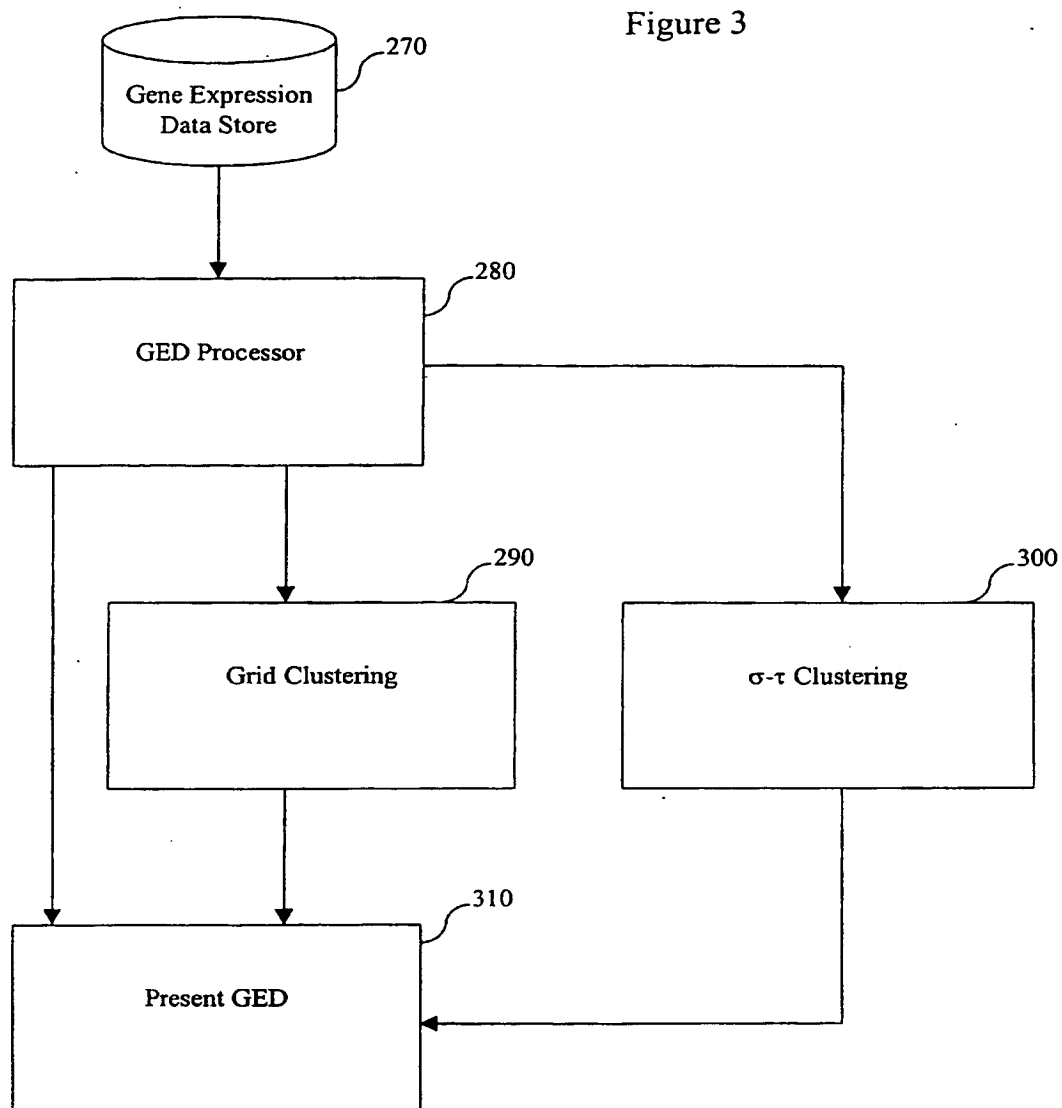 Figure 3
270
Gene Expression
Data Store
280
GED Processor
290
300
Grid Clustering
σ-τ Clustering
310
Present GED